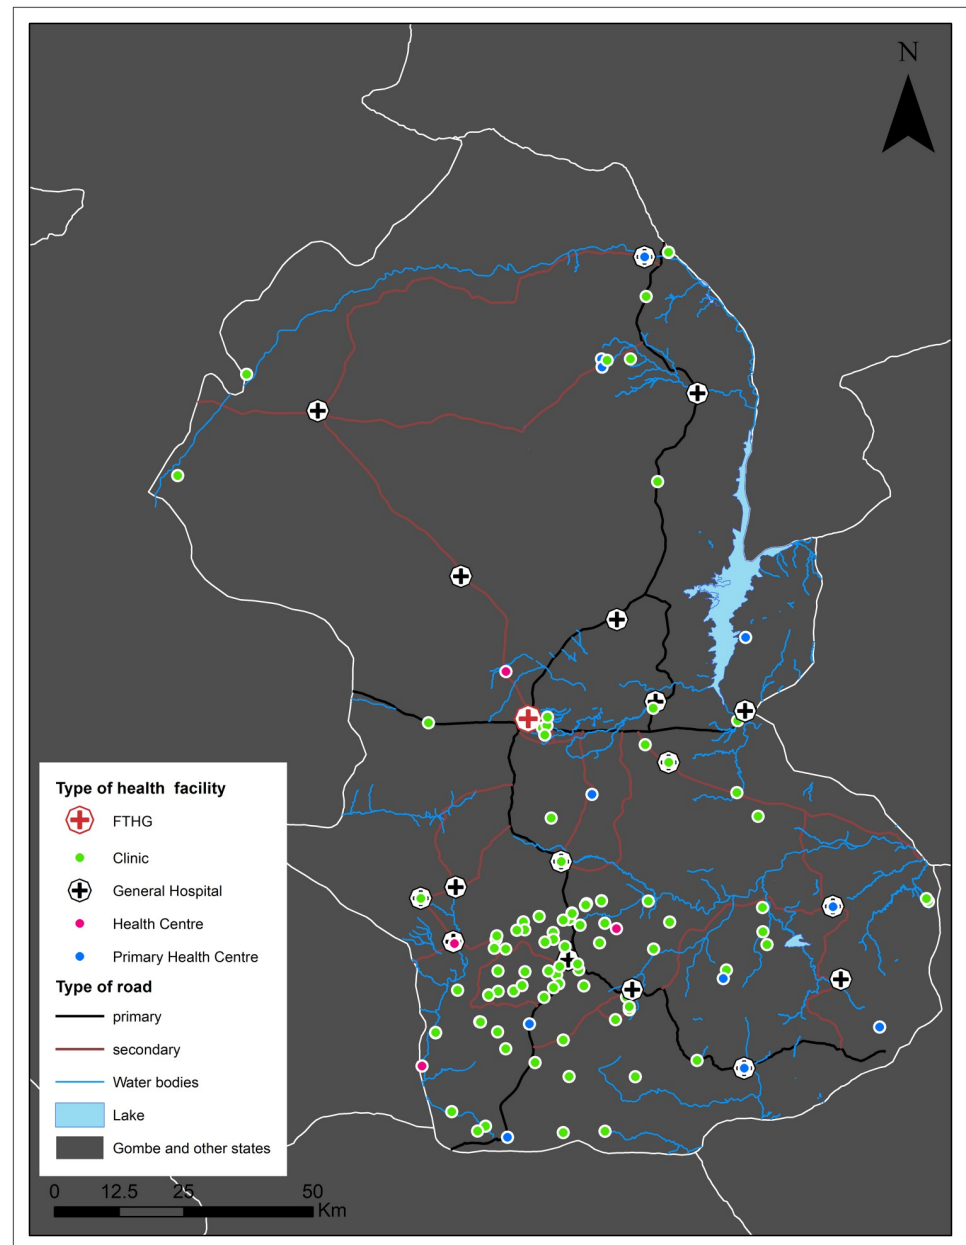 N
Type of health facility
FTHG
Clinic
General Hospital
Health Centre
Primary Health Centre
Type of road
primary
secondary
Water bodies
Lake
Gombe and other states
0 12.5 25 50
Km